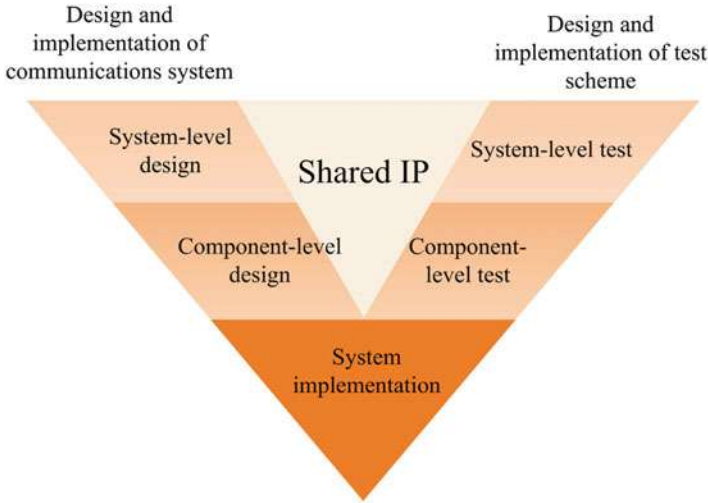 Design and
implementation of
communications system
Design and
implementation of test
scheme
System-level
design
Shared IP
System-level test
Component-level
design
Component-
level test
System
implementation